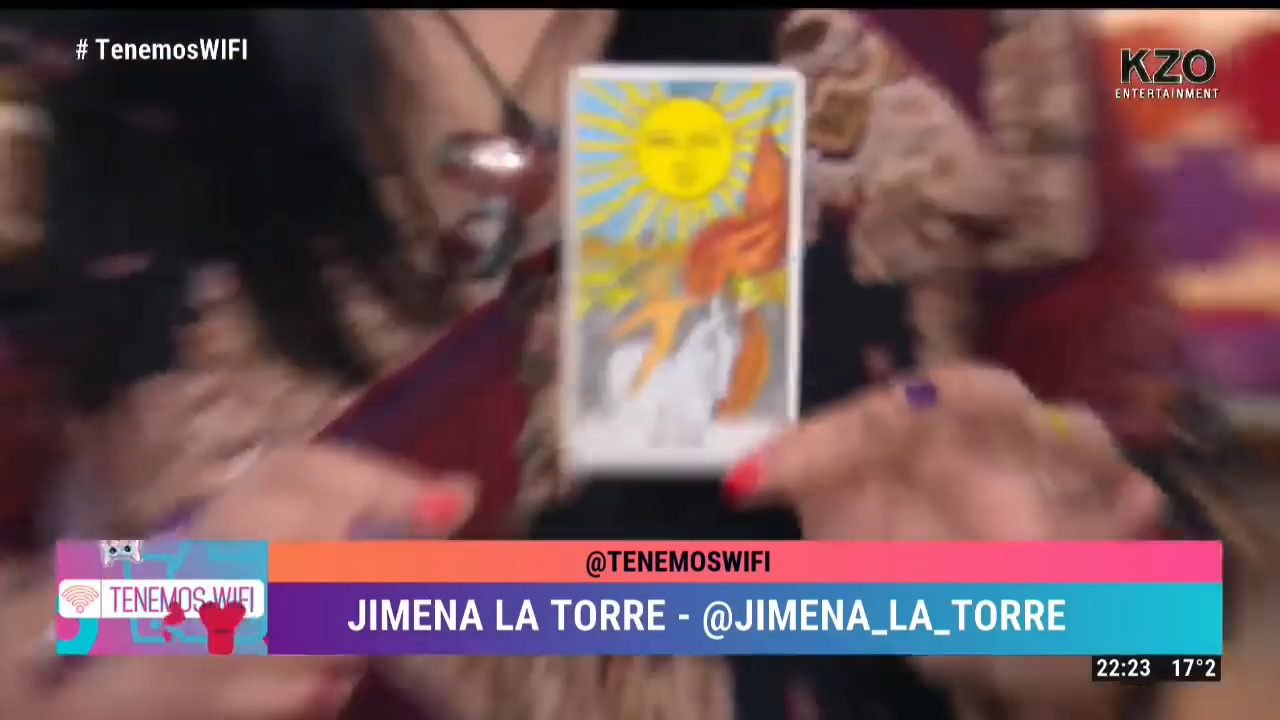 # TenemosWIFI
KZO
ENTERTAINMENT
@TENEMOSWIFI
TENEMOS WIFI
JIMENA LA TORRE - @JIMENA_LA_TORRE
22:23 17°2